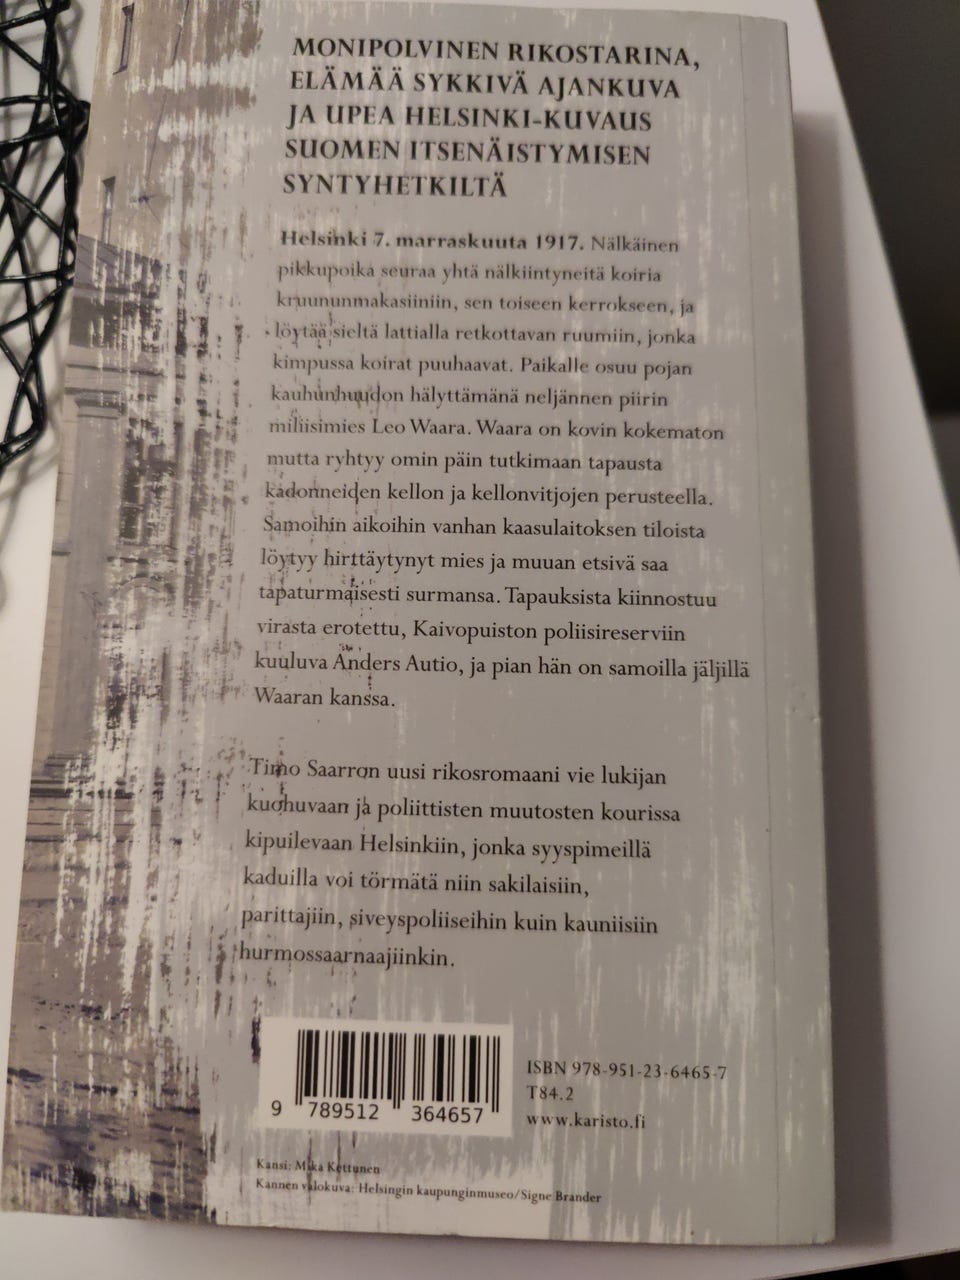 MONIPOLVINEN RIKOSTARINA,
ELÄMÄÄ SYKKIVÄ AJANKUVA
JA UPEA HELSINKI-KUVAUS
SUOMEN ITSENÄISTYMISEN
SYNTYHETKILTÄ
Helsinki 7. marraskuuta 1917. Nälkäinen
pikkupoika seuraa yhtä nälkiintyneitä koiria
kruununmakasiiniin, sen toiseen kerrokseen, ja
löytää sieltä lattialla retkottavan ruumiin, jonka
kimpussa koirat puuhaavat. Paikalle osuu pojan
kauhunhuudon hälyttämänä neljännen piirin
miliisimies Leo Waara. Waara on kovin kokematon
mutta ryhtyy omin päin tutkimaan tapausta
kadonneiden kellon ja kellonvitjojen perusteella.
Samoihin aikoihin vanhan kaasulaitoksen tiloista
löytyy hirttäytynyt mies ja muuan etsivä saa
tapaturmaisesti surmansa. Tapauksista kiinnostuu
virasta erotettu, Kaivopuiston poliisireserviin
kuuluva Anders Autio, ja pian hän on samoilla jäljillä
Waaran kanssa.
Timo Saarron uusi rikosromaani vie lukijan
kuohuvaan ja poliittisten muutosten kourissa
kipuilevaan Helsinkiin, jonka syyspimeillä
kaduilla voi törmätä niin sakilaisiin,
parittajiin, siveyspoliiseihin kuin kauniisiin
hurmossaarnaajiinkin.
ISBN 978-951-23-6465-7
T84.2
www.karisto.fi
9 789512 364657
Kansi: Mika Kettunen
Kannen valokuva: Helsingin kaupunginmuseo/Signe Brander